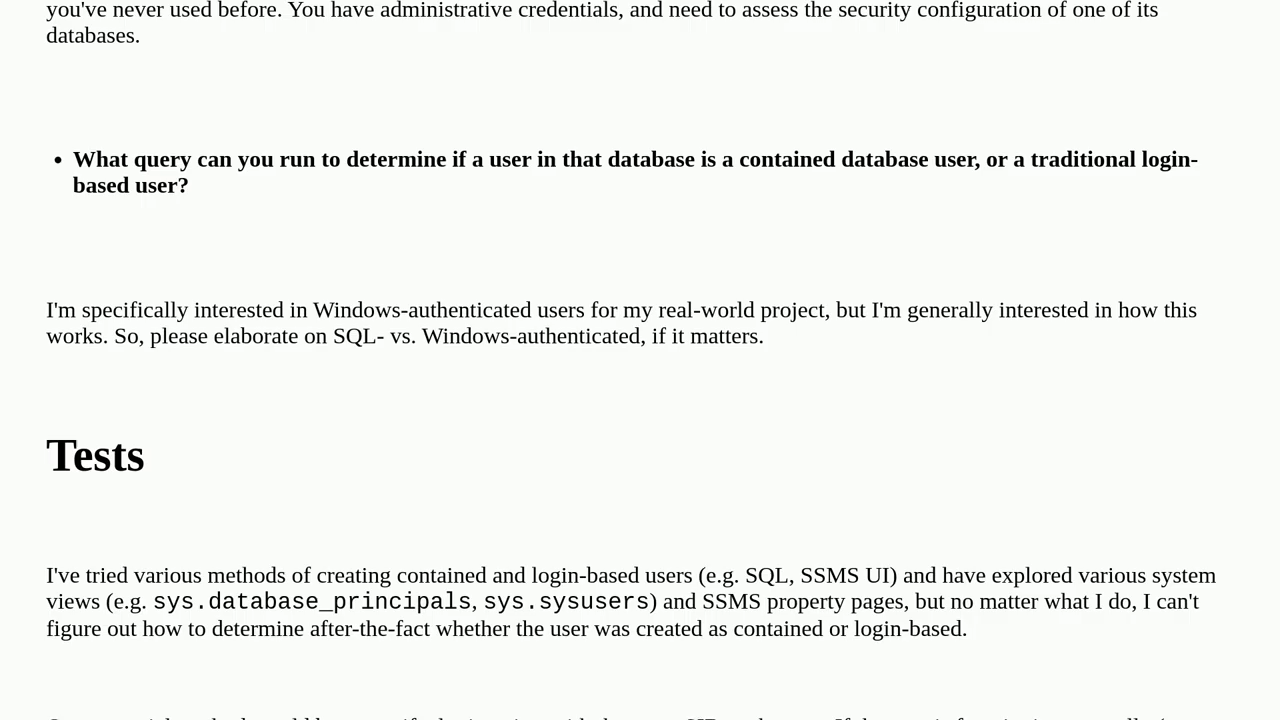 you've never used before. You have administrative credentials, and need to assess the security configuration of one of its
databases.
• What query can you run to determine if a user in that database is a contained database user, or a traditional login-
based user?
I'm specifically interested in Windows-authenticated users for my real-world project, but I'm generally interested in how this
works. So, please elaborate on SQL- vs. Windows-authenticated, if it matters.
Tests
I've tried various methods of creating contained and login-based users (e.g. SQL, SSMS UI) and have explored various system
views (e.g. sys.database_principals, sys.sysusers) and SSMS property pages, but no matter what I do, I can't
figure out how to determine after-the-fact whether the user was created as contained or login-based.